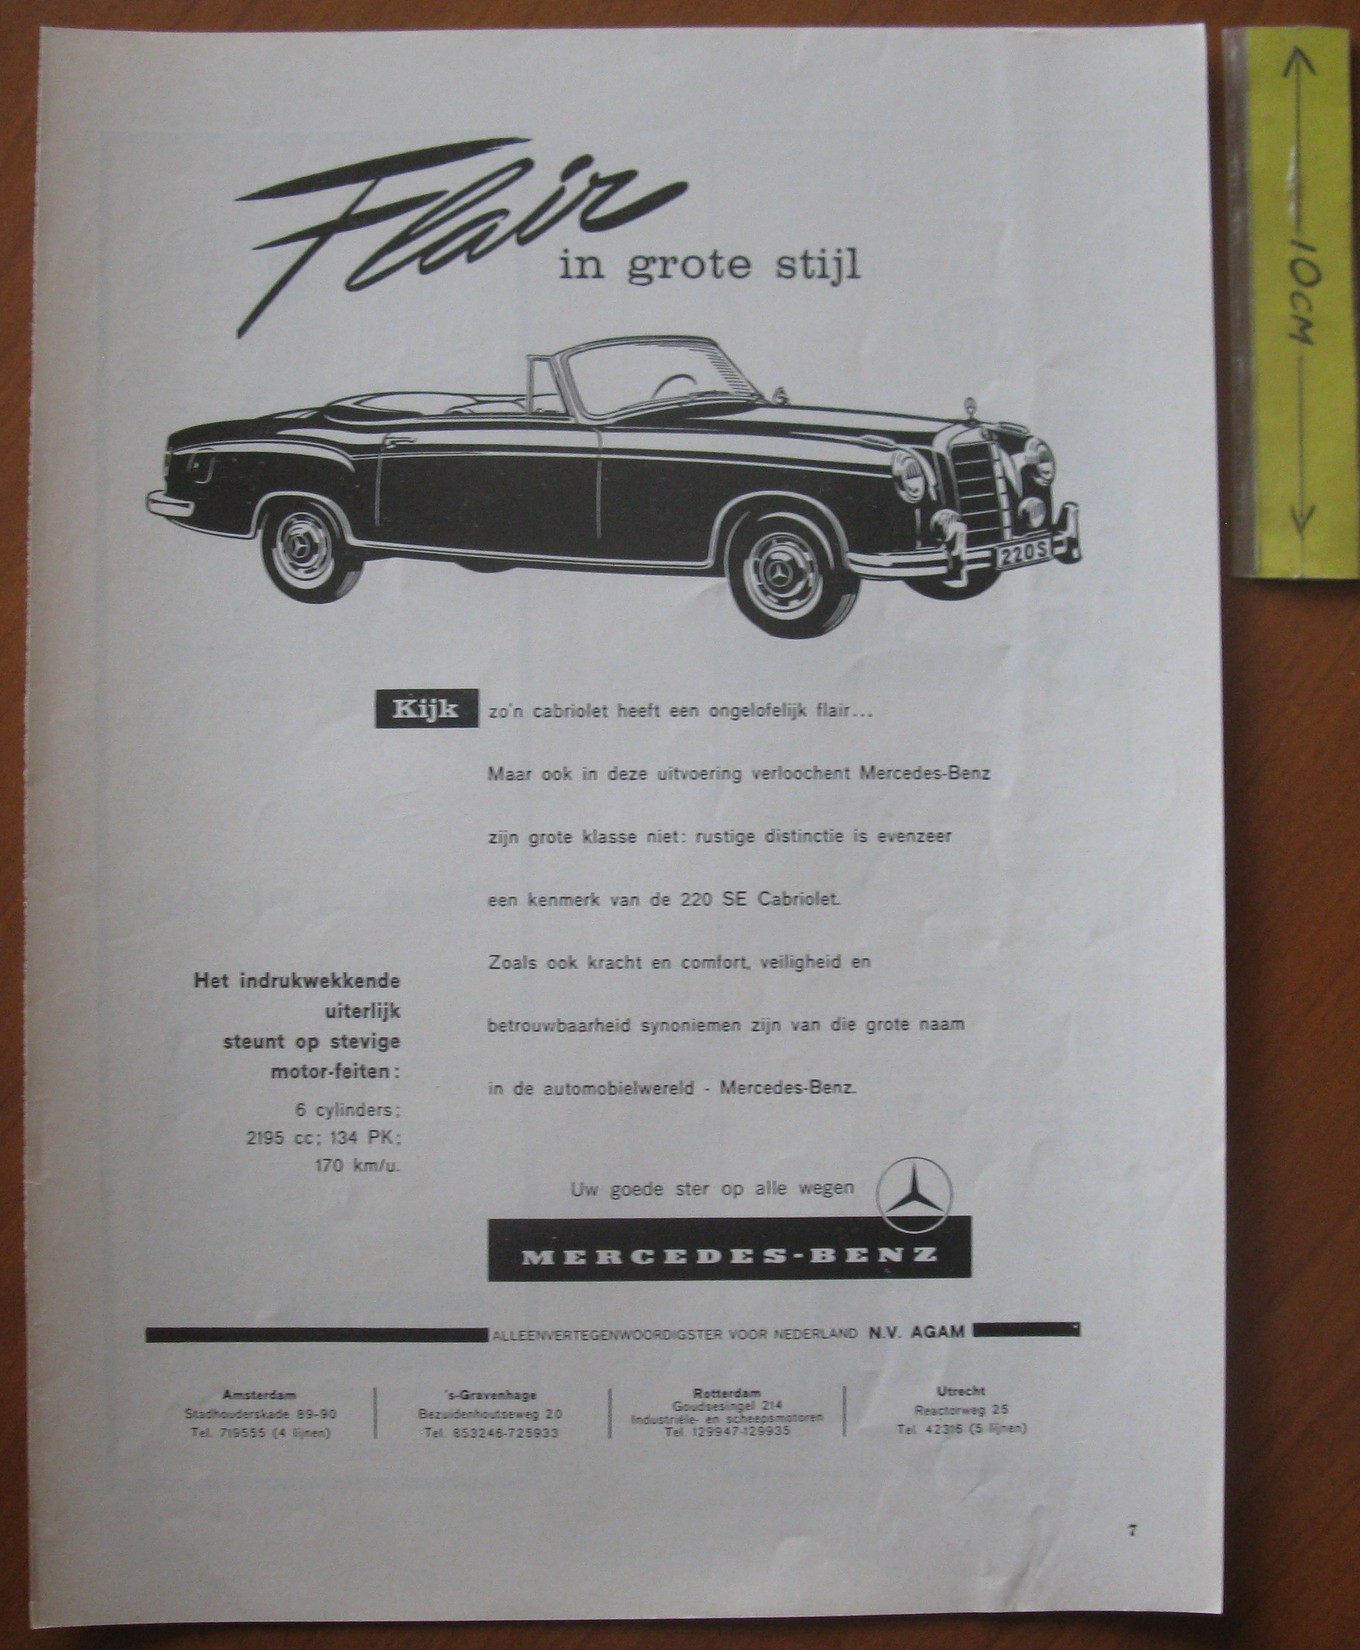 Flair
in grote stijl
10CM
220S
Kijk zo'n cabriolet heeft een ongelofelijk flair...
Maar ook in deze uitvoering verloochent Mercedes-Benz
zijn grote klasse niet: rustige distinctie is evenzeer
een kenmerk van de 220 SE Cabriolet.
Zoals ook kracht en comfort, veiligheid en
betrouwbaarheid synoniemen zijn van die grote naam
in de automobielwereld - Mercedes-Benz.
Het indrukwekkende
uiterlijk
steunt op stevige
motor-feiten:
6 cylinders;
2195 cc; 134 PK;
170 km/u.
Uw goede ster op alle wegen
MERCEDES-BENZ
ALLEENVERTEGENWOORDIGSTER VOOR NEDERLAND N.V. AGAM
Amsterdam
Stadhouderskade 89-90
Tel. 719555 (4 lijnen)
's-Gravenhage
Bezuidenhoutseweg 20
Tel. 853246-725933
Rotterdam
Goudsesingel 214
Industriële- en scheepsmotoren
Tel. 129947-129935
Utrecht
Reactorweg 25
Tel. 42316 (5 lijnen)
7